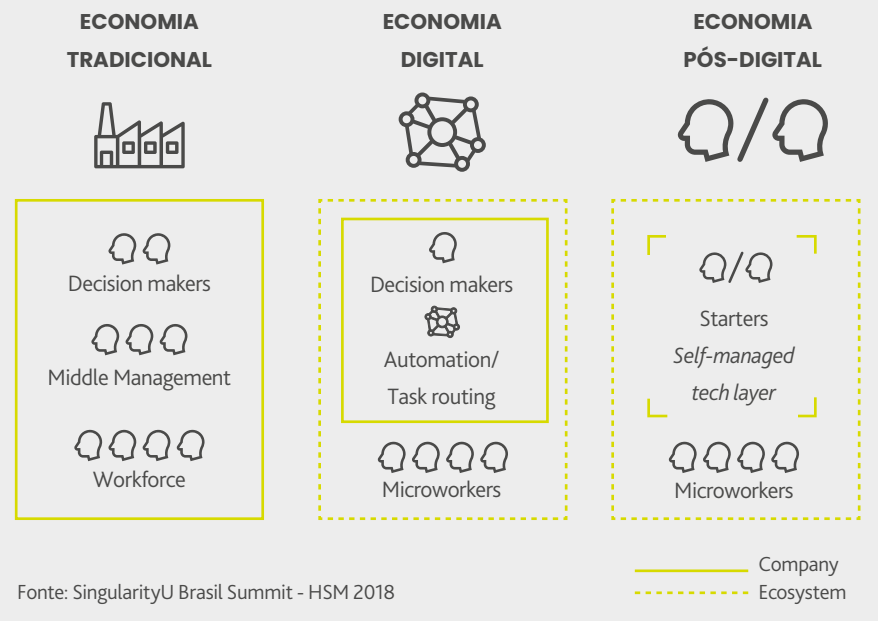 ECONOMIA
TRADICIONAL
Decision makers
Middle Management
Workforce
ECONOMIA
DIGITAL
Decision makers
Automation/
Task routing
Microworkers
ECONOMIA
PÓS-DIGITAL
Starters
Self-managed
tech layer
Microworkers
Company
Ecosystem
Fonte: SingularityU Brasil Summit - HSM 2018